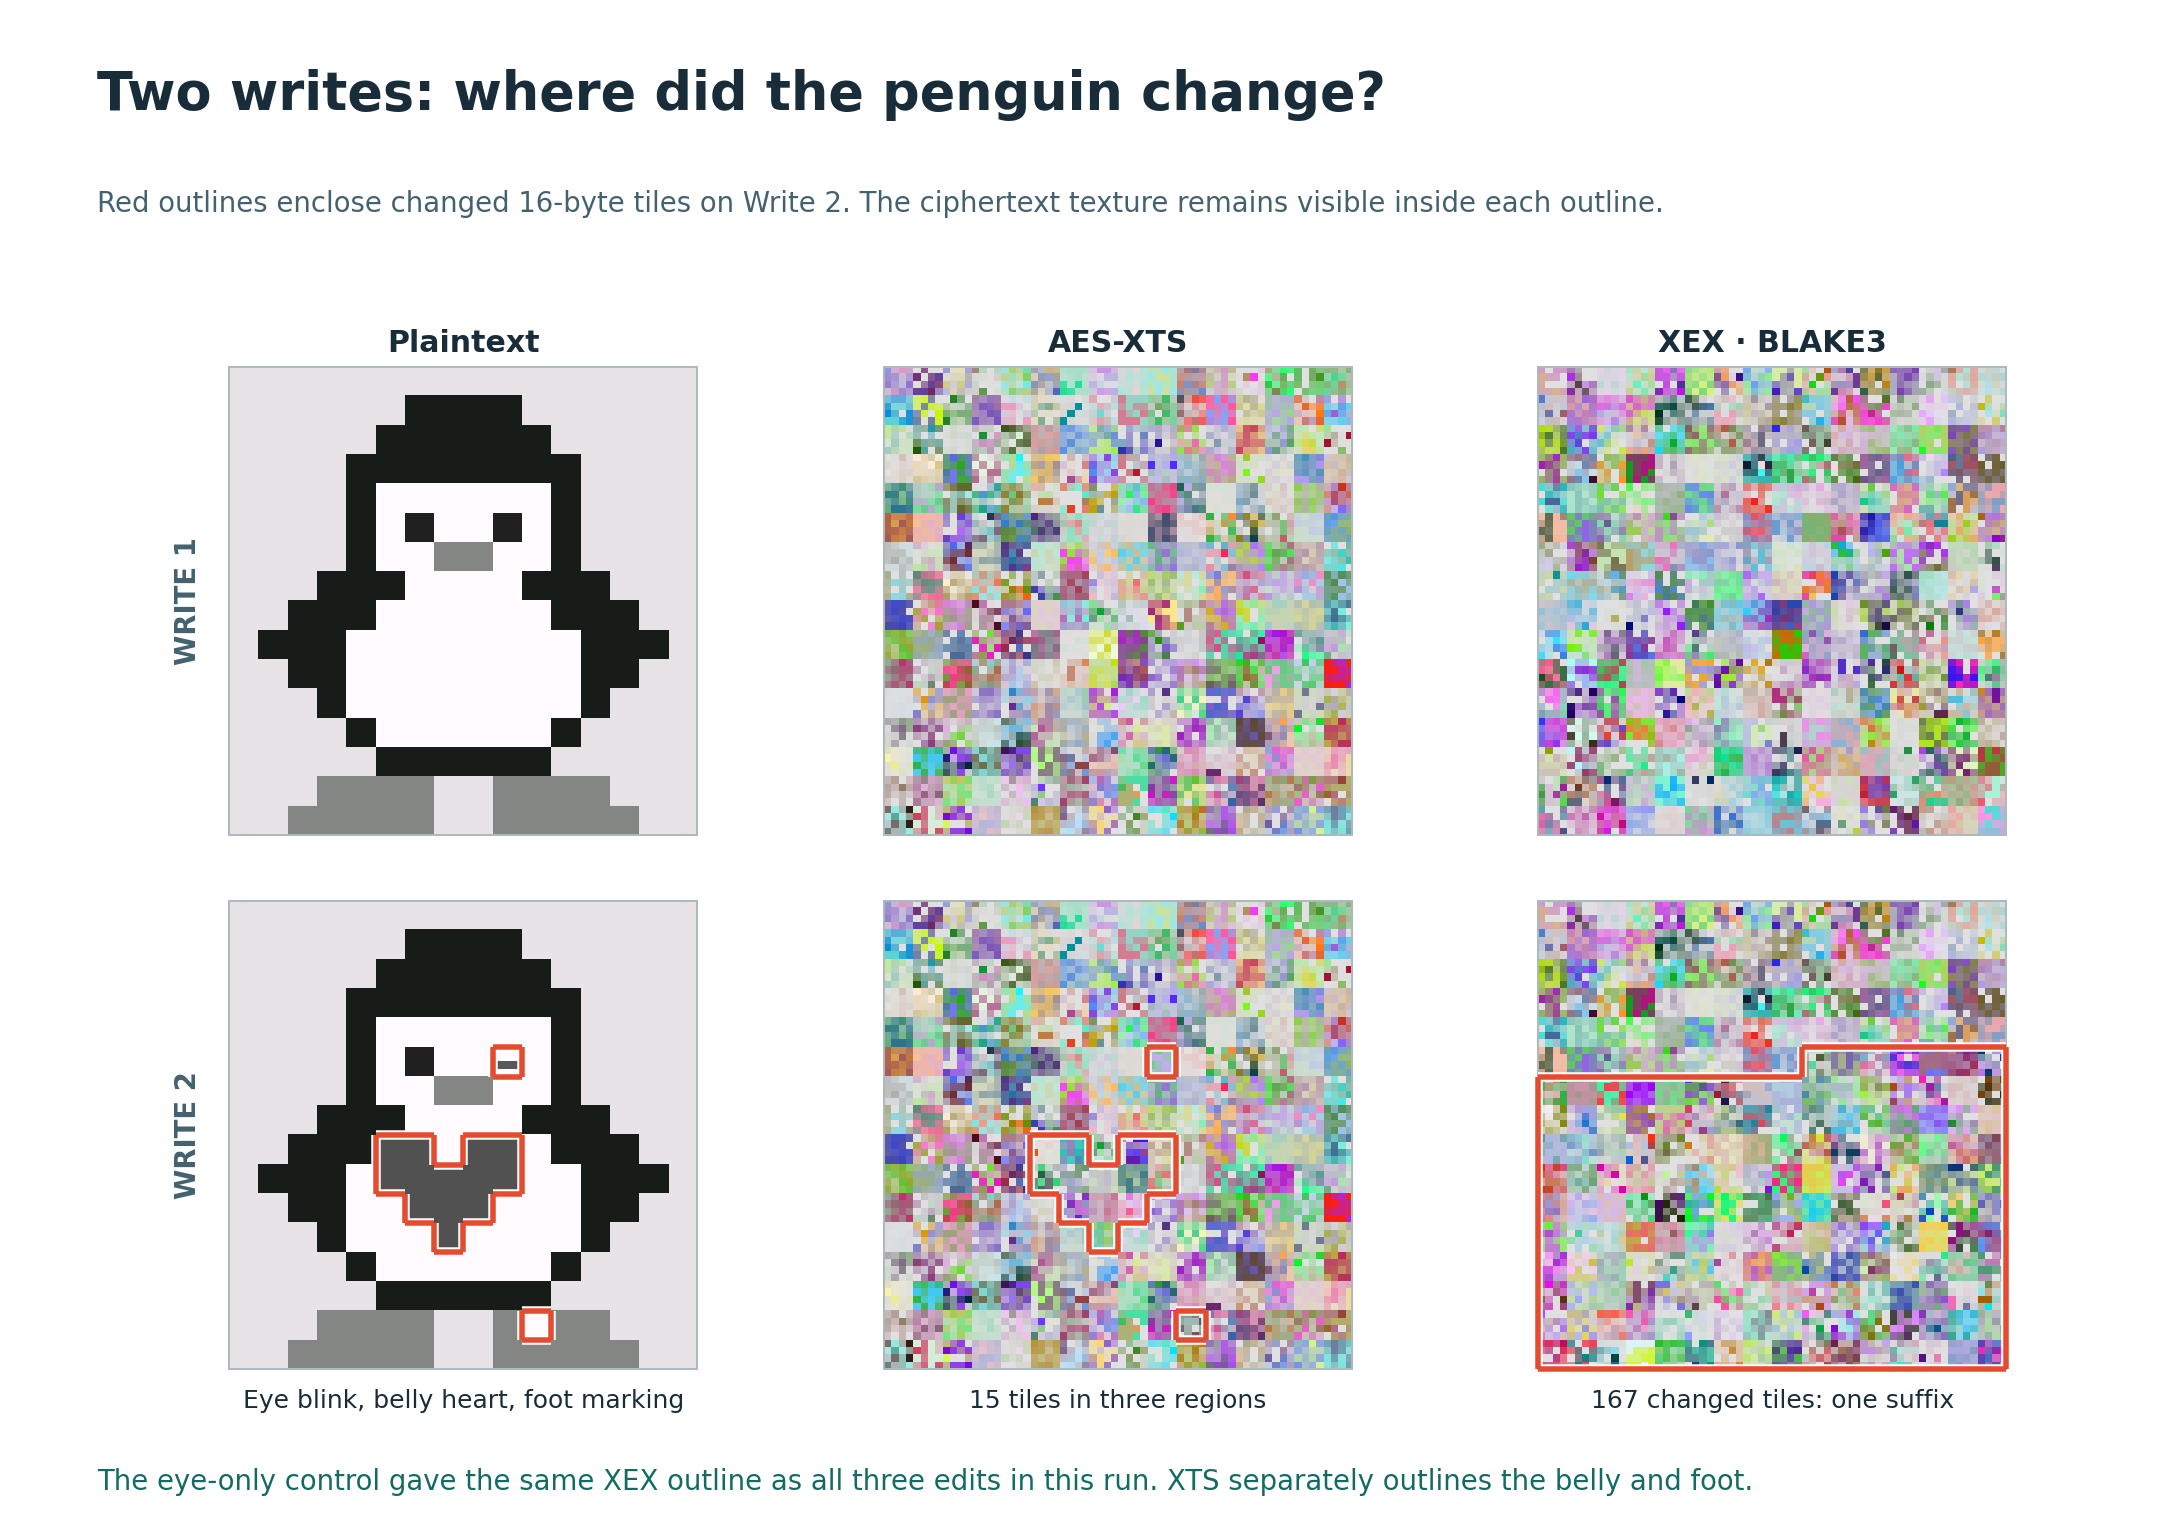 Two writes: where did the penguin change?
Red outlines enclose changed 16-byte tiles on Write 2. The ciphertext texture remains visible inside each outline.
Plaintext
AES-XTS
XEX · BLAKE3
WRITE 1
WRITE 2
Eye blink, belly heart, foot marking
15 tiles in three regions
167 changed tiles: one suffix
The eye-only control gave the same XEX outline as all three edits in this run. XTS separately outlines the belly and foot.